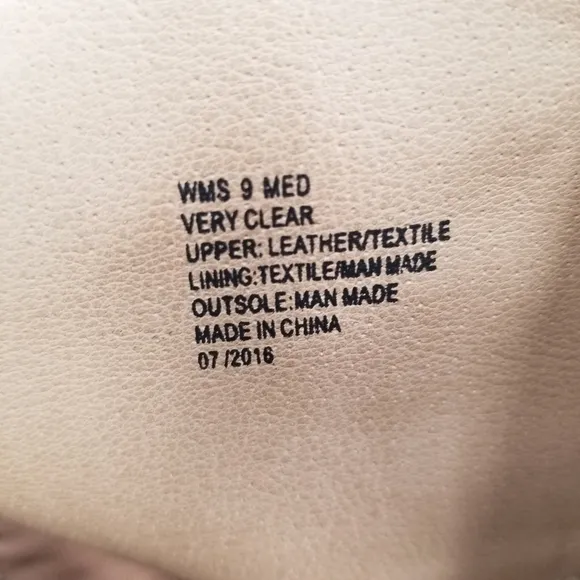 WMS 9 MED
VERY CLEAR
UPPER: LEATHER/TEXTILE
LINING:TEXTILE/MAN MADE
OUTSOLE:MAN MADE
MADE IN CHINA
07/2016